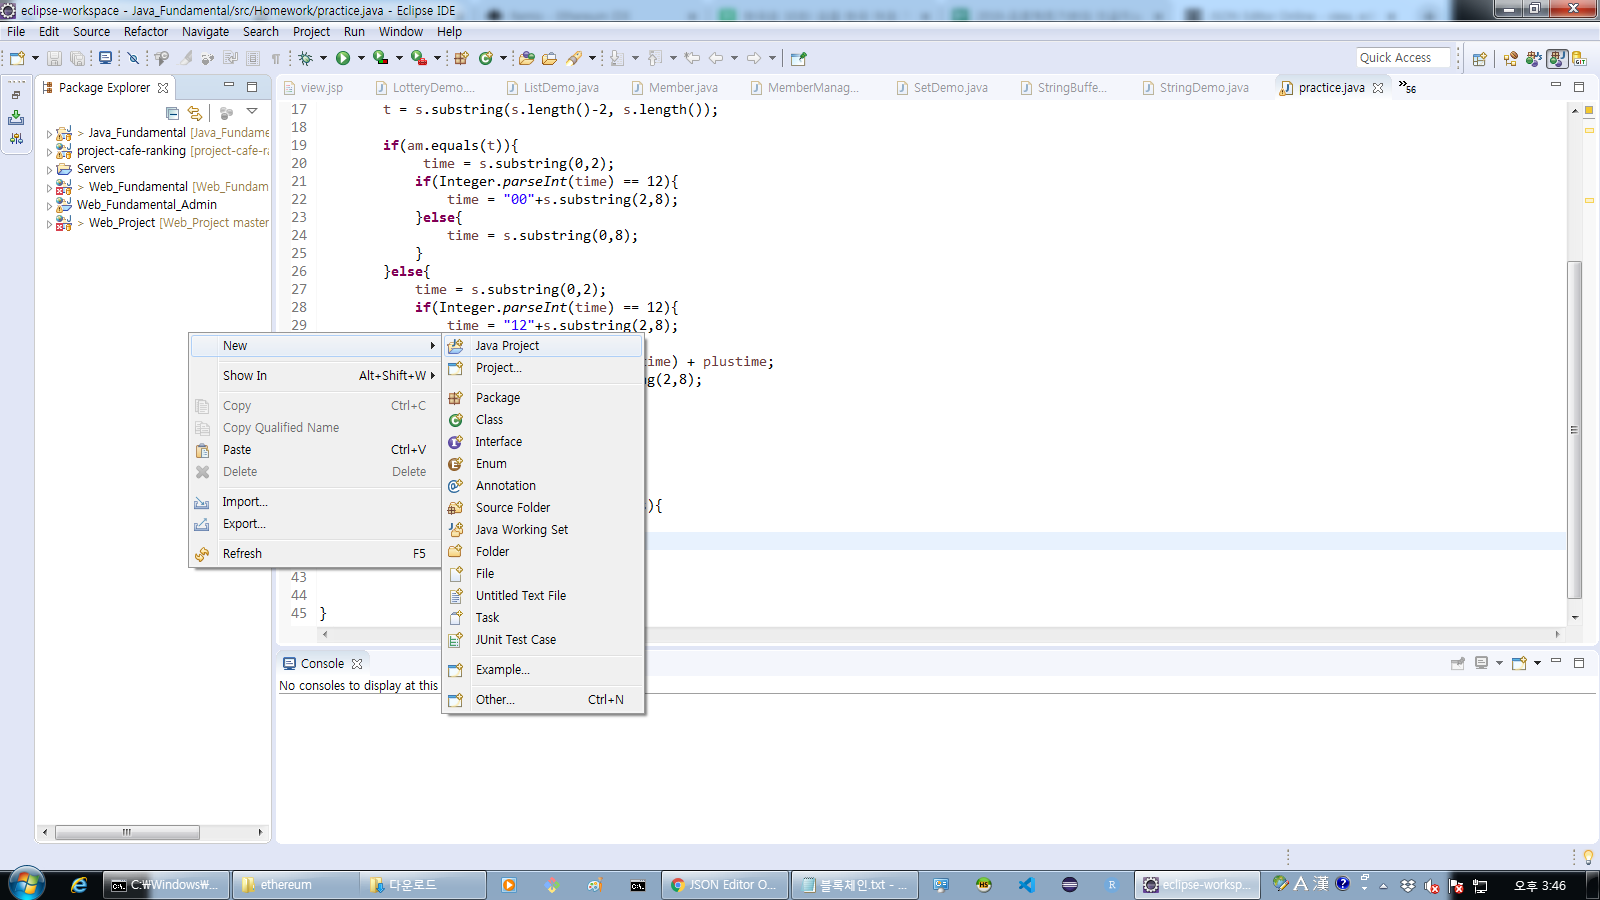 eclipse-workspace - Java_Fundamental/src/Homework/practice.java - Eclipse IDE
File Edit Source Refactor Navigate Search Project Run Window Help
Quick Access
Package Explorer
view.jsp LotteryDemo.... ListDemo.java Member.java MemberManag... SetDemo.java StringBuffe... StringDemo.java practice.java »56
> Java_Fundamental [Java_Fundame
project-cafe-ranking [project-cafe-ra
Servers
> Web_Fundamental [Web_Fundam
Web_Fundamental_Admin
> Web_Project [Web_Project master
17 t = s.substring(s.length()-2, s.length());
18
19 if(am.equals(t)){
20 time = s.substring(0,2);
21 if(Integer.parseInt(time) == 12){
22 time = "00"+s.substring(2,8);
23 }else{
24 time = s.substring(0,8);
25 }
26 }else{
27 time = s.substring(0,2);
28 if(Integer.parseInt(time) == 12){
29 time = "12"+s.substring(2,8);
ime) + plustime;
ng(2,8);
){
43
44
45 }
New
Show In Alt+Shift+W
Copy Ctrl+C
Copy Qualified Name
Paste Ctrl+V
Delete Delete
Import...
Export...
Refresh F5
Java Project
Project...
Package
Class
Interface
Enum
Annotation
Source Folder
Java Working Set
Folder
File
Untitled Text File
Task
JUnit Test Case
Example...
Other... Ctrl+N
Console
No consoles to display at this
C:₩Windows₩... ethereum 다운로드 JSON Editor O... 블록체인.txt - ... eclipse-worksp... A 漢 오후 3:46